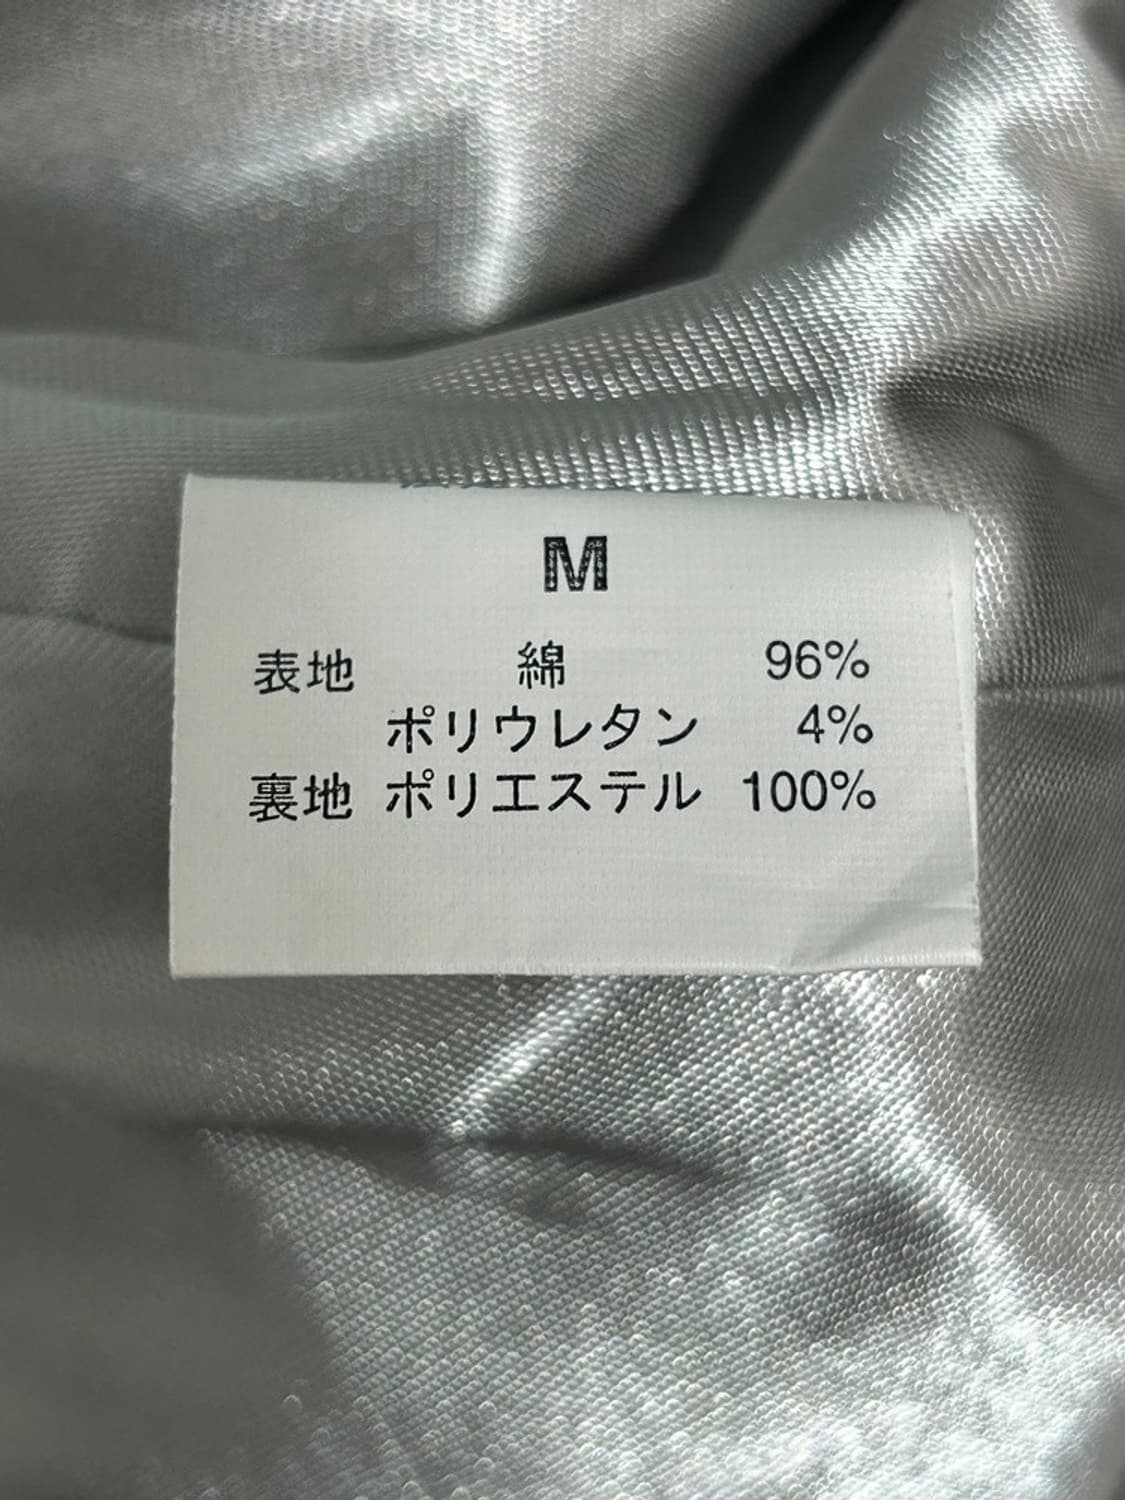 M
表地 綿 96%
ポリウレタン 4%
裏地 ポリエステル 100%